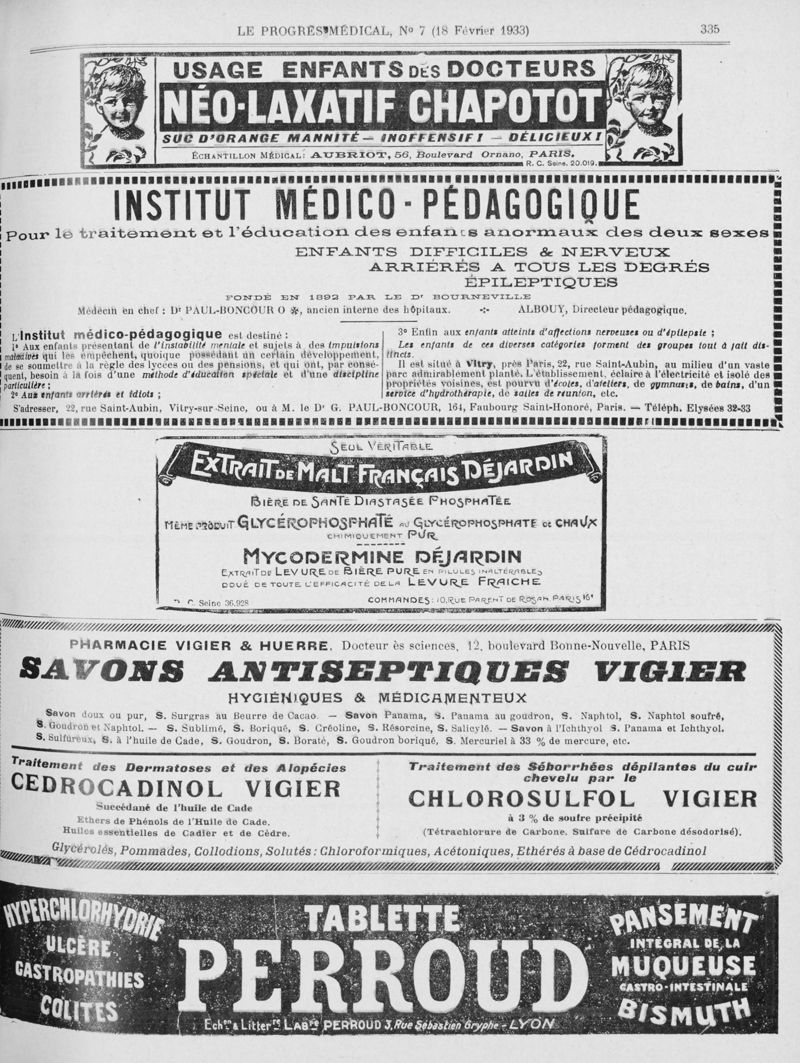 LE PROGRÈS MÉDICAL, No 7 (18 Février 1933) 335
USAGE ENFANTS DES DOCTEURS
NÉO-LAXATIF CHAPOTOT
SUC D'ORANGE MANNITÉ — INOFFENSIF! — DÉLICIEUX!
ÉCHANTILLON MÉDICAL: AUBRIOT, 56, Boulevard Ornano, PARIS.
R. C. Seine. 20.019.
INSTITUT MÉDICO-PÉDAGOGIQUE
Pour le traitement et l'éducation des enfants anormaux des deux sexes
ENFANTS DIFFICILES & NERVEUX
ARRIÉRÉS A TOUS LES DEGRÉS
ÉPILEPTIQUES
FONDÉ EN 1892 PAR LE Dr BOURNEVILLE
Médecin en chef : Dr PAUL-BONCOUR O ✻, ancien interne des hôpitaux. ALBOUY, Directeur pédagogique.
L'Institut médico-pédagogique est destiné :
1o Aux enfants présentant de l'instabilité mentale et sujets à des impulsions
maladives qui les empêchent, quoique possédant un certain développement,
de se soumettre à la règle des lycées ou des pensions, et qui ont, par consé-
quent, besoin à la fois d'une méthode d'éducation spéciale et d'une discipline
particulière ;
2o Aux enfants arriérés et idiots ;
3o Enfin aux enfants atteints d'affections nerveuses ou d'épilepsie ;
Les enfants de ces diverses catégories forment des groupes tout à fait dis-
tincts.
Il est situé à Vitry, près Paris, 22, rue Saint-Aubin, au milieu d'un vaste
parc admirablement planté. L'établissement, éclairé à l'électricité et isolé des
propriétés voisines, est pourvu d'écoles, d'ateliers, de gymnases, de bains, d'un
service d'hydrothérapie, de salles de réunion, etc.
S'adresser, 22, rue Saint-Aubin, Vitry-sur-Seine, ou à M. le Dr G. PAUL-BONCOUR, 164, Faubourg Saint-Honoré, Paris. — Téléph. Elysées 32-33
SEUL VÉRITABLE
EXTRAIT DE MALT FRANÇAIS DÉJARDIN
BIÈRE DE SANTÉ DIASTASÉE PHOSPHATÉE
MÊME PRODUIT GLYCÉROPHOSPHATÉ AU GLYCÉROPHOSPHATE DE CHAUX
CHIMIQUEMENT PUR
MYCODERMINE DÉJARDIN
EXTRAIT DE LEVURE DE BIÈRE PURE EN PILULES INALTÉRABLES
DOUÉ DE TOUTE L'EFFICACITÉ DE LA LEVURE FRAICHE
R. C. Seine 36.928 COMMANDES : 10, RUE PARENT DE ROSAN. PARIS 16e
PHARMACIE VIGIER & HUERRE, Docteur ès sciences, 12, boulevard Bonne-Nouvelle, PARIS
SAVONS ANTISEPTIQUES VIGIER
HYGIÉNIQUES & MÉDICAMENTEUX
Savon doux ou pur, S. Surgras au Beurre de Cacao. — Savon Panama, S. Panama au goudron, S. Naphtol, S. Naphtol soufré,
S. Goudron et Naphtol. — S. Sublimé, S. Boriqué, S. Créoline, S. Résorcine, S. Salicylé. — Savon à l'Ichthyol S. Panama et Ichtyol.
S. Sulfureux, S. à l'huile de Cade, S. Goudron, S. Boraté, S. Goudron boriqué, S. Mercuriel à 33 % de mercure, etc.
Traitement des Dermatoses et des Alopécies
CEDROCADINOL VIGIER
Succédané de l'huile de Cade
Ethers de Phénols de l'Huile de Cade.
Huiles essentielles de Cadier et de Cèdre.
Traitement des Séborrhées dépilantes du cuir
chevelu par le
CHLOROSULFOL VIGIER
à 3 % de soufre précipité
(Tétrachlorure de Carbone. Sulfure de Carbone désodorisé).
Glycérolés, Pommades, Collodions, Solutés : Chloroformiques, Acétoniques, Ethérés à base de Cédrocadinol
HYPERCHLORHYDRIE
ULCÈRE
GASTROPATHIES
COLITES
TABLETTE
PERROUD
Echon & Littere LABre PERROUD 3, Rue Sébastien Gryphe - LYON
PANSEMENT
INTÉGRAL DE LA
MUQUEUSE
GASTRO-INTESTINALE
BISMUTH